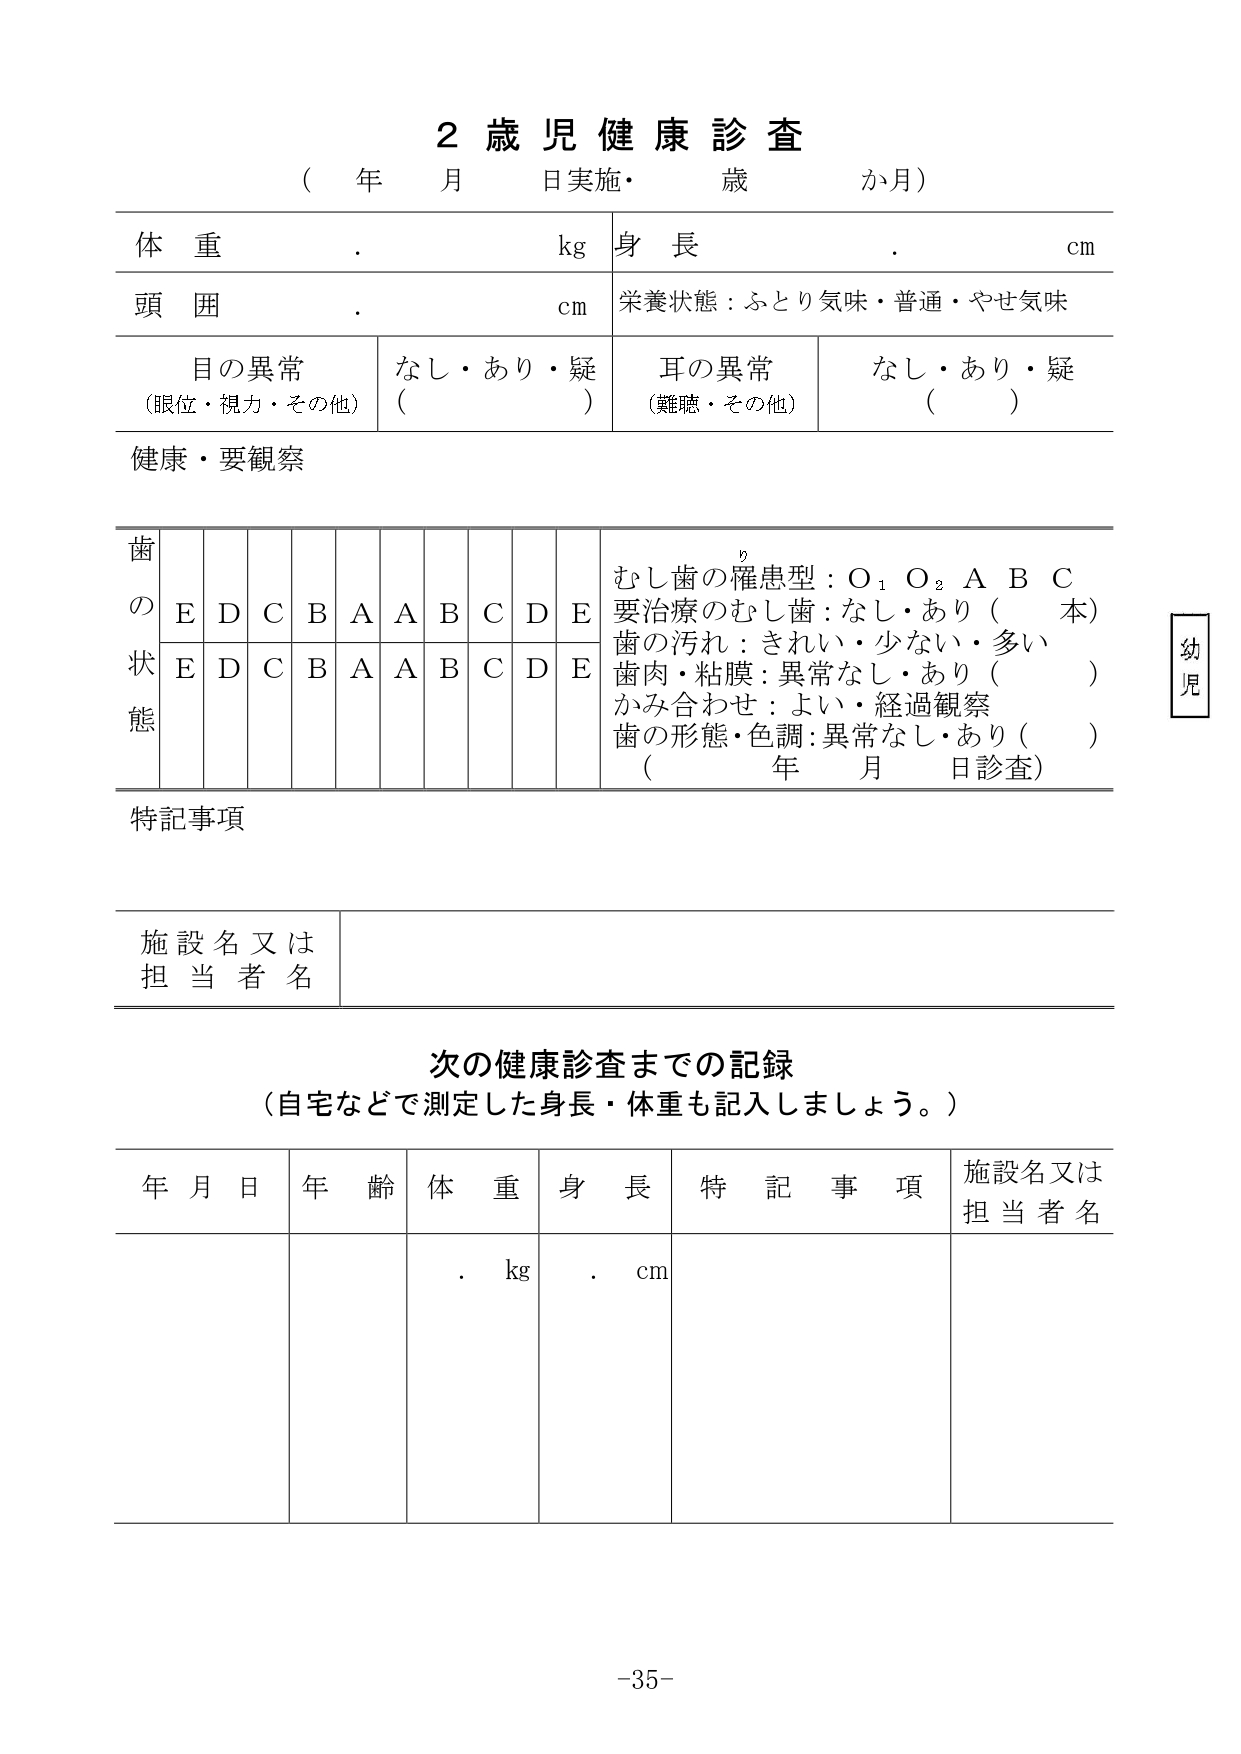 ２歳児健康診査
（　年　月　日実施・　歳　か月）
体重　．　kg　身長　．　cm
頭囲　．　cm　栄養状態：ふとり気味・普通・やせ気味
目の異常　なし・あり・疑　耳の異常　なし・あり・疑
（眼位・視力・その他）　（　）　（難聴・その他）　（　）
健康・要観察
歯の状態
E D C B A A B C D E
E D C B A A B C D E
り
むし歯の罹患型：O₁ O₂ A B C
要治療のむし歯：なし・あり（　本）
歯の汚れ：きれい・少ない・多い
歯肉・粘膜：異常なし・あり（　）
かみ合わせ：よい・経過観察
歯の形態・色調：異常なし・あり（　）
（　年　月　日診査）
幼児
特記事項
施設名又は
担当者名
次の健康診査までの記録
（自宅などで測定した身長・体重も記入しましょう。）
年月日　年齢　体重　身長　特記事項　施設名又は
担当者名
．　kg　．　cm
−35−